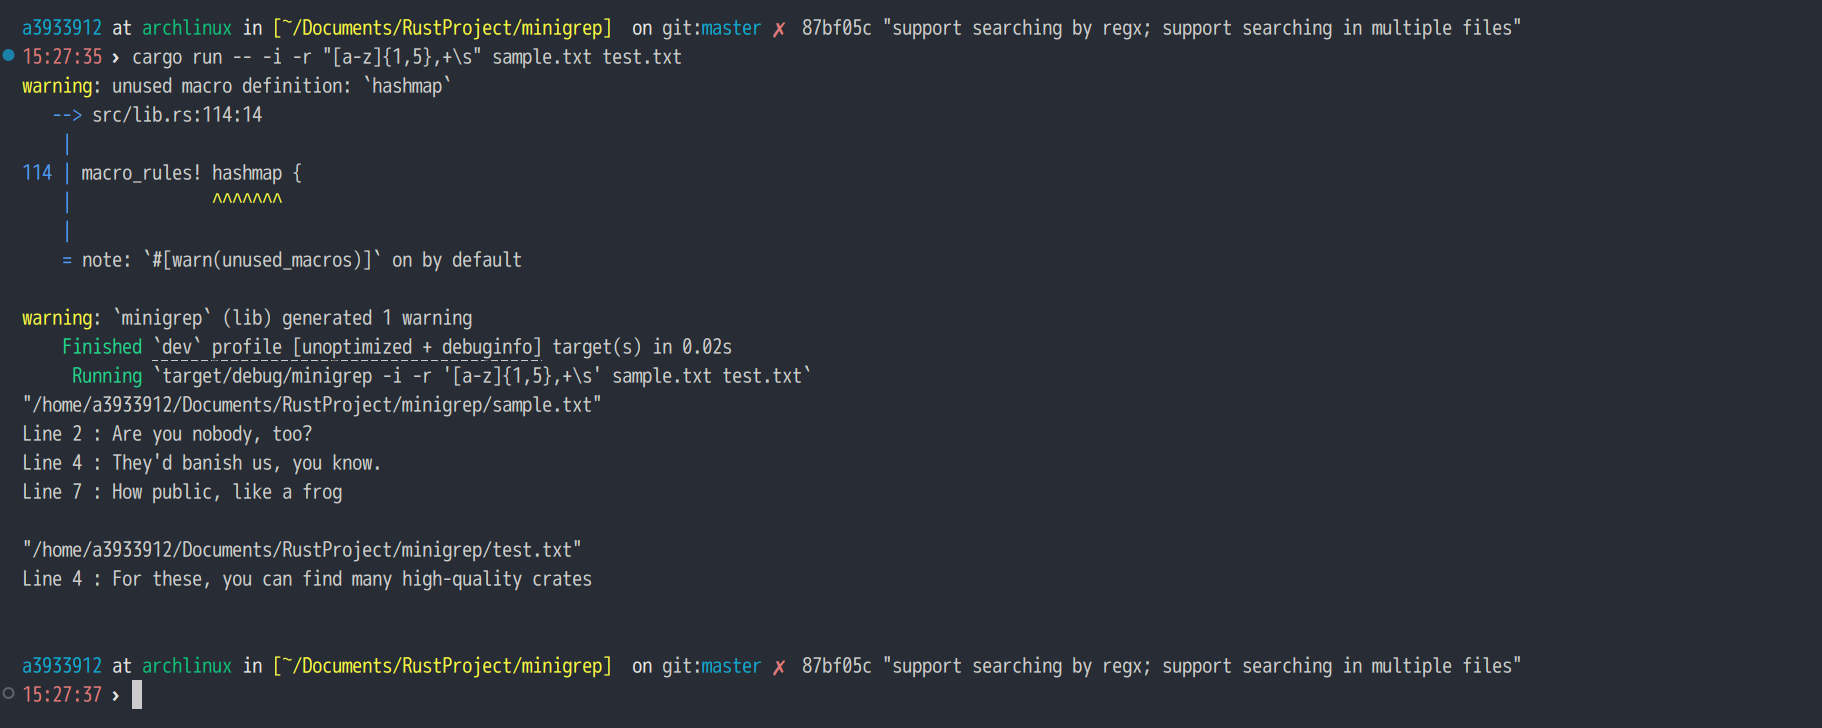 a3933912 at archlinux in [~/Documents/RustProject/minigrep]  on git:master ✗  87bf05c "support searching by regx; support searching in multiple files"
15:27:35 › cargo run -- -i -r "[a-z]{1,5},+\s" sample.txt test.txt
warning: unused macro definition: `hashmap`
   --> src/lib.rs:114:14
    |
114 | macro_rules! hashmap {
    |              ^^^^^^^
    |
    = note: `#[warn(unused_macros)]` on by default

warning: `minigrep` (lib) generated 1 warning
    Finished `dev` profile [unoptimized + debuginfo] target(s) in 0.02s
     Running `target/debug/minigrep -i -r '[a-z]{1,5},+\s' sample.txt test.txt`
"/home/a3933912/Documents/RustProject/minigrep/sample.txt"
Line 2 : Are you nobody, too?
Line 4 : They'd banish us, you know.
Line 7 : How public, like a frog

"/home/a3933912/Documents/RustProject/minigrep/test.txt"
Line 4 : For these, you can find many high-quality crates

a3933912 at archlinux in [~/Documents/RustProject/minigrep]  on git:master ✗  87bf05c "support searching by regx; support searching in multiple files"
15:27:37 ›